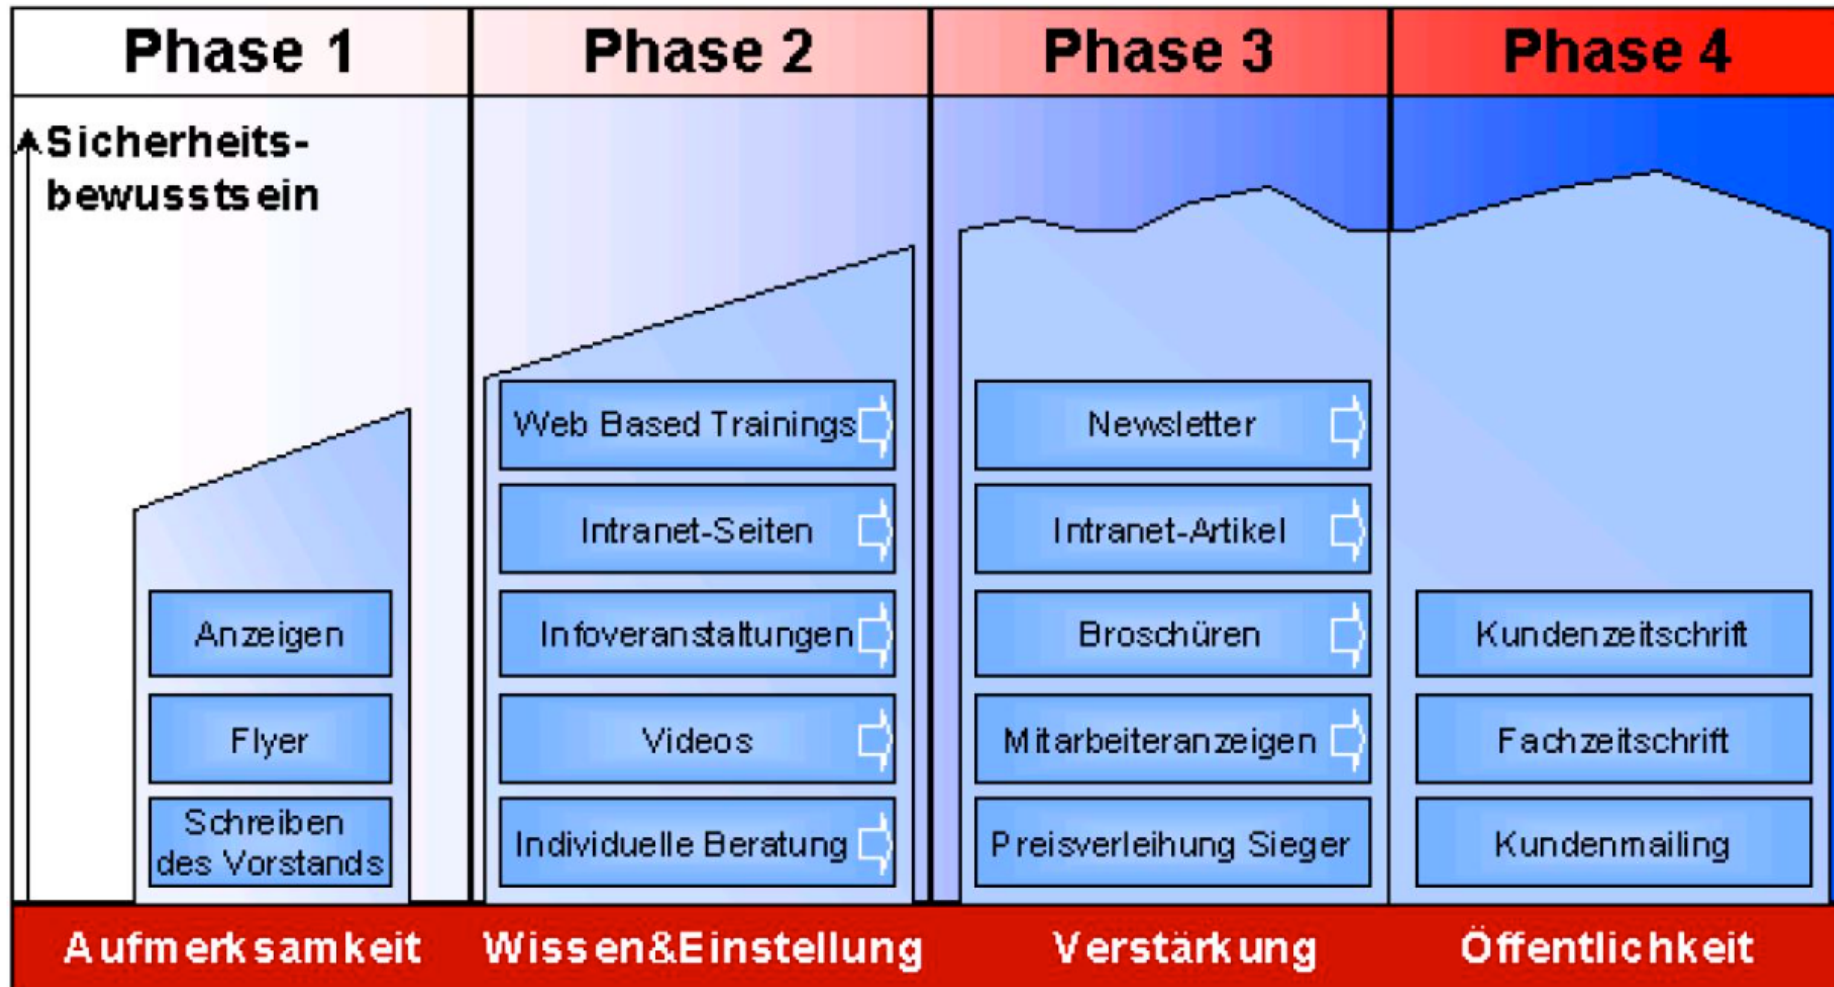 Phase 1
Phase 2
Phase 3
Phase 4
Sicherheits-
bewusstsein
Anzeigen
Flyer
Schreiben
des Vorstands
Web Based Trainings
Intranet-Seiten
Infoveranstaltungen
Videos
Individuelle Beratung
Newsletter
Intranet-Artikel
Broschüren
Mitarbeiteranzeigen
Preisverleihung Sieger
Kundenzeitschrift
Fachzeitschrift
Kundenmailing
Aufmerksamkeit
Wissen&Einstellung
Verstärkung
Öffentlichkeit